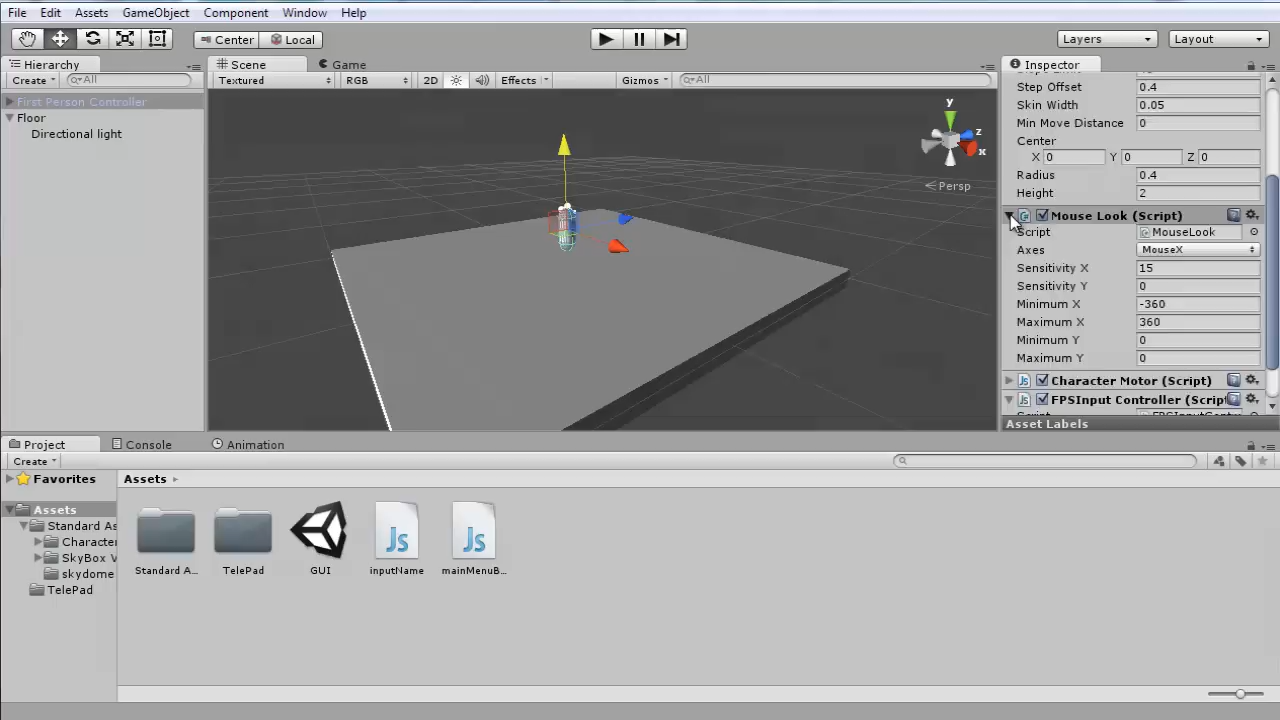 File Edit Assets GameObject Component Window Help
Center Local Layers Layout
Hierarchy Scene Game Inspector
Create All Textured RGB 2D Effects Gizmos All
Step Offset 0.4
First Person Controller
Skin Width 0.05
Floor
Min Move Distance 0
Directional light
Center
X 0 Y 0 Z 0
Radius 0.4
Persp
Height 2
y
z
x
Mouse Look (Script)
Script MouseLook
Axes MouseX
Sensitivity X 15
Sensitivity Y 0
Minimum X -360
Maximum X 360
Minimum Y 0
Maximum Y 0
Js Character Motor (Script)
Js FPSInput Controller (Script
Asset Labels
Project Console Animation
Create
Favorites Assets
Assets
Standard As
Character
SkyBox V
skydome
TelePad
Js Js
Standard A... TelePad GUI inputName mainMenuB...